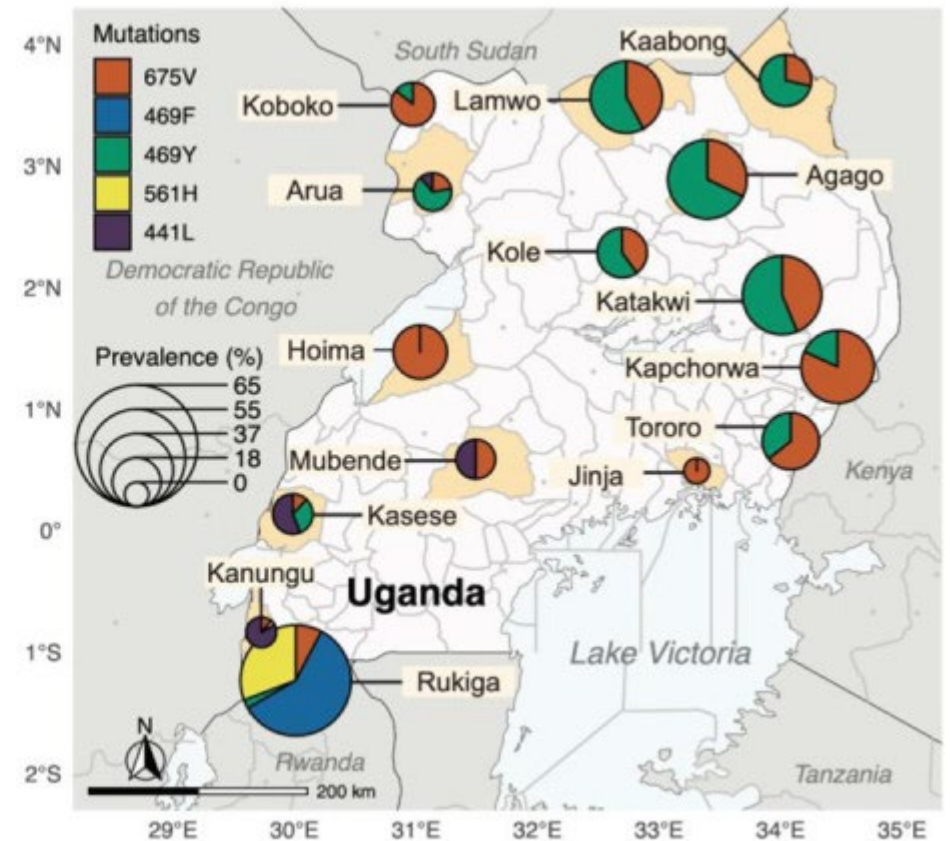 Mutations
675V
469F
469Y
561H
441L
4°N
3°N
2°N
1°N
0°
1°S
2°S
South Sudan
Kaabong
Koboko
Lamwo
Arua
Agago
Kole
Democratic Republic
of the Congo
Katakwi
Prevalence (%)
65
55
37
18
0
Hoima
Kapchorwa
Tororo
Mubende
Jinja
Kenya
Kasese
Kanungu
Uganda
Lake Victoria
Rukiga
N
Rwanda
Tanzania
200 km
29°E
30°E
31°E
32°E
33°E
34°E
35°E